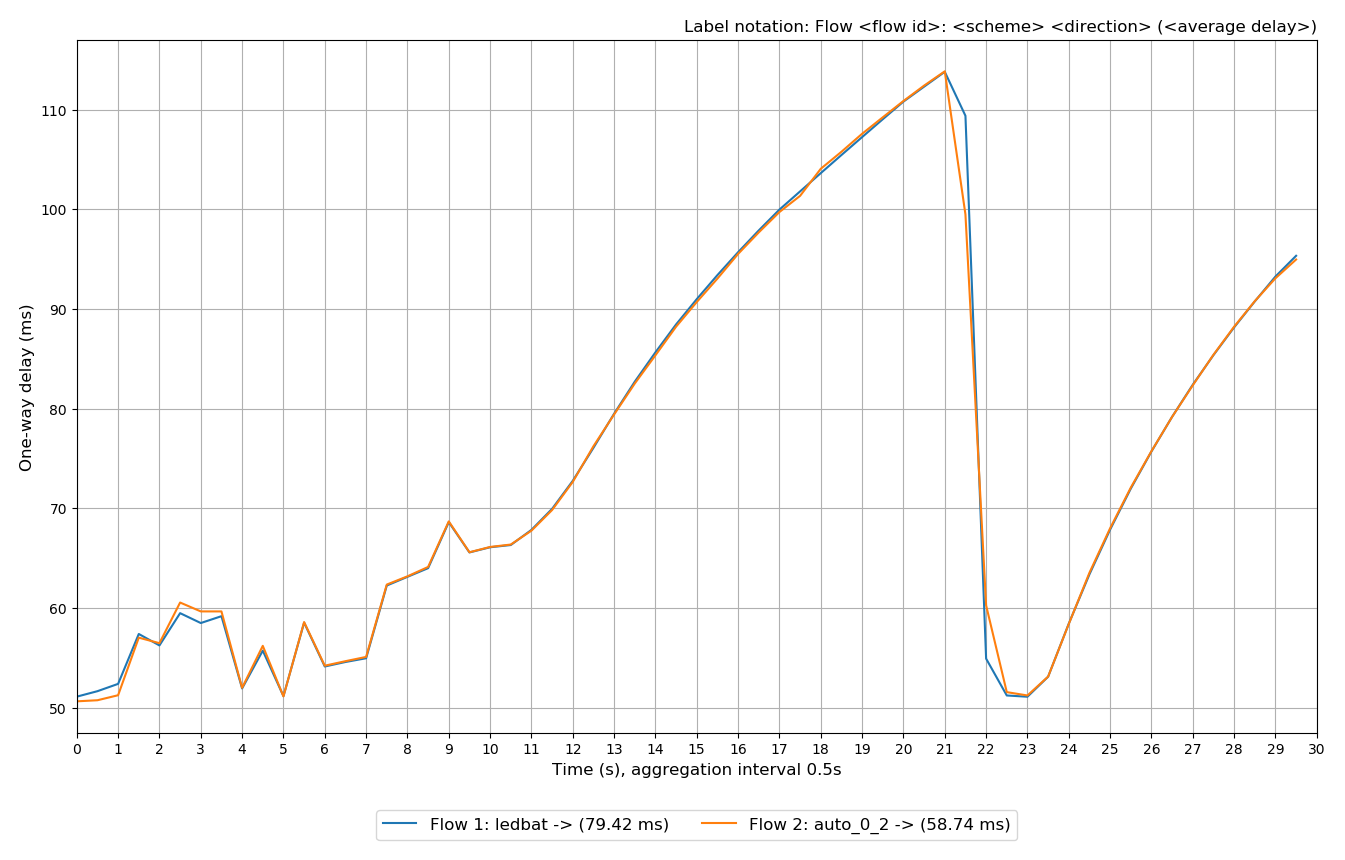 Label notation: Flow <flow id>: <scheme> <direction> (<average delay>)
110
100
90
80
70
60
50
One-way delay (ms)
0 1 2 3 4 5 6 7 8 9 10 11 12 13 14 15 16 17 18 19 20 21 22 23 24 25 26 27 28 29 30
Time (s), aggregation interval 0.5s
Flow 1: ledbat -> (79.42 ms) Flow 2: auto_0_2 -> (58.74 ms)